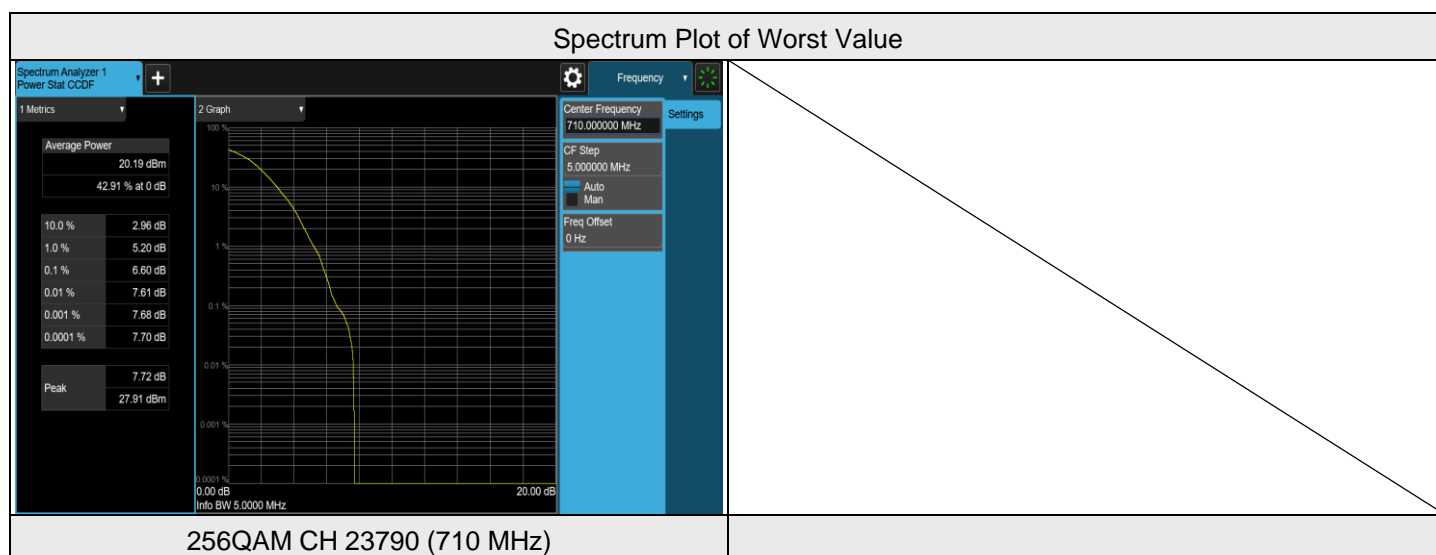 Spectrum Plot of Worst Value
Spectrum Analyzer 1
Power Stat CCDF
+
Frequency
1 Metrics
2 Graph
Average Power
20.19 dBm
42.91 % at 0 dB
10.0 % 2.96 dB
1.0 % 5.20 dB
0.1 % 6.60 dB
0.01 % 7.61 dB
0.001 % 7.68 dB
0.0001 % 7.70 dB
Peak
7.72 dB
27.91 dBm
100 %
10 %
1 %
0.1 %
0.01 %
0.001 %
0.0001 %
0.00 dB 20.00 dB
Info BW 5.0000 MHz
Center Frequency
710.000000 MHz
CF Step
5.000000 MHz
Auto
Man
Freq Offset
0 Hz
Settings
256QAM CH 23790 (710 MHz)